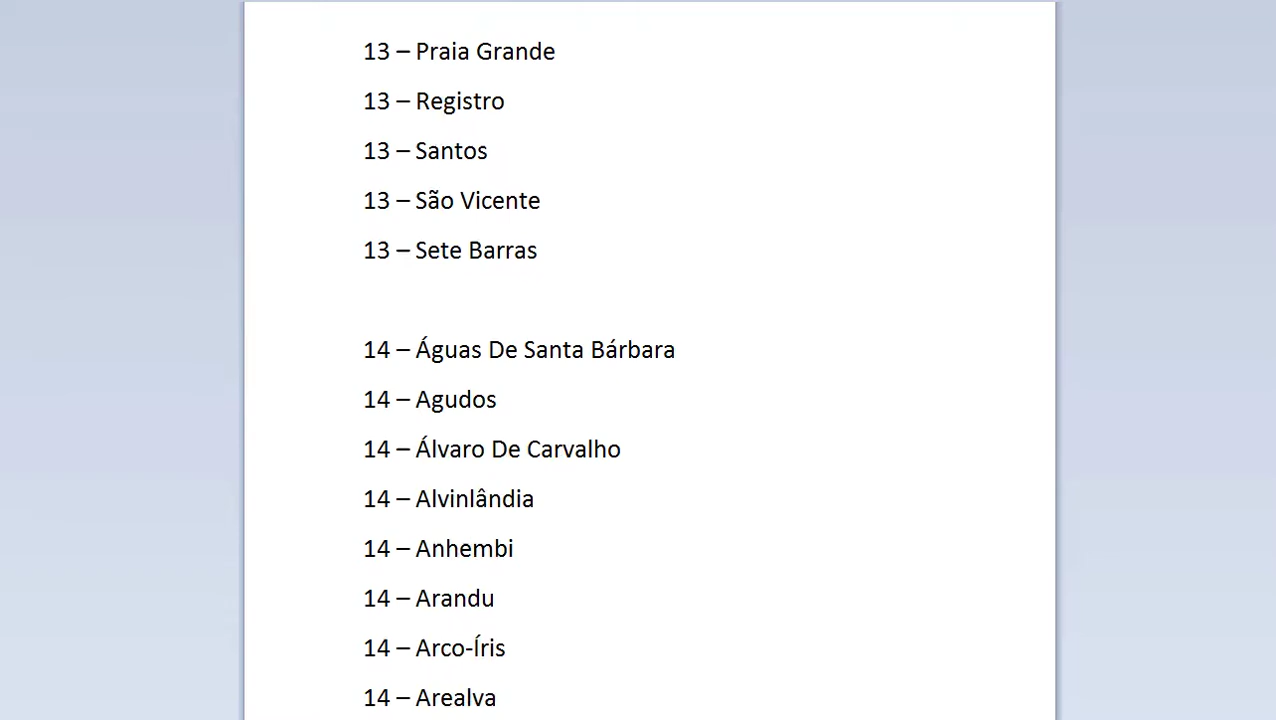 13 – Praia Grande
13 – Registro
13 – Santos
13 – São Vicente
13 – Sete Barras
14 – Águas De Santa Bárbara
14 – Agudos
14 – Álvaro De Carvalho
14 – Alvinlândia
14 – Anhembi
14 – Arandu
14 – Arco-Íris
14 – Arealva